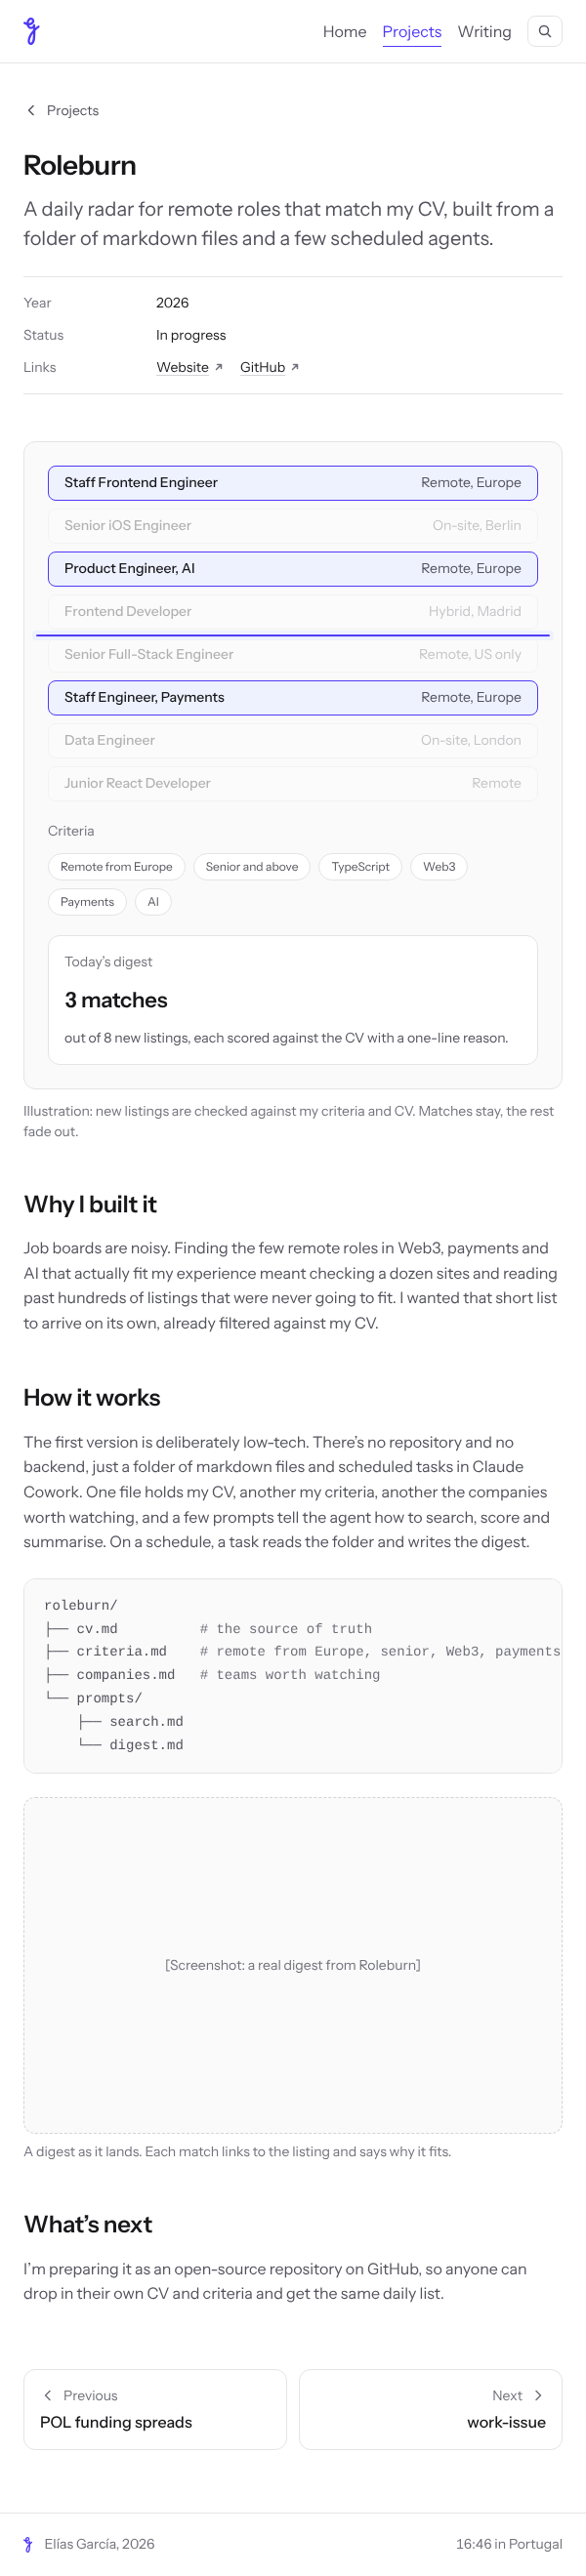 Home Projects Writing
Projects
Roleburn
A daily radar for remote roles that match my CV, built from a
folder of markdown files and a few scheduled agents.
Year 2026
Status In progress
Links Website ↗ GitHub ↗
Staff Frontend Engineer Remote, Europe
Senior iOS Engineer On-site, Berlin
Product Engineer, AI Remote, Europe
Frontend Developer Hybrid, Madrid
Senior Full-Stack Engineer Remote, US only
Staff Engineer, Payments Remote, Europe
Data Engineer On-site, London
Junior React Developer Remote
Criteria
Remote from Europe Senior and above TypeScript Web3
Payments AI
Today’s digest
3 matches
out of 8 new listings, each scored against the CV with a one-line reason.
Illustration: new listings are checked against my criteria and CV. Matches stay, the rest
fade out.
Why I built it
Job boards are noisy. Finding the few remote roles in Web3, payments and
AI that actually fit my experience meant checking a dozen sites and reading
past hundreds of listings that were never going to fit. I wanted that short list
to arrive on its own, already filtered against my CV.
How it works
The first version is deliberately low-tech. There’s no repository and no
backend, just a folder of markdown files and scheduled tasks in Claude
Cowork. One file holds my CV, another my criteria, another the companies
worth watching, and a few prompts tell the agent how to search, score and
summarise. On a schedule, a task reads the folder and writes the digest.
roleburn/
├── cv.md # the source of truth
├── criteria.md # remote from Europe, senior, Web3, payments
├── companies.md # teams worth watching
└── prompts/
├── search.md
└── digest.md
[Screenshot: a real digest from Roleburn]
A digest as it lands. Each match links to the listing and says why it fits.
What’s next
I’m preparing it as an open-source repository on GitHub, so anyone can
drop in their own CV and criteria and get the same daily list.
Previous Next
POL funding spreads work-issue
Elías García, 2026 16:46 in Portugal